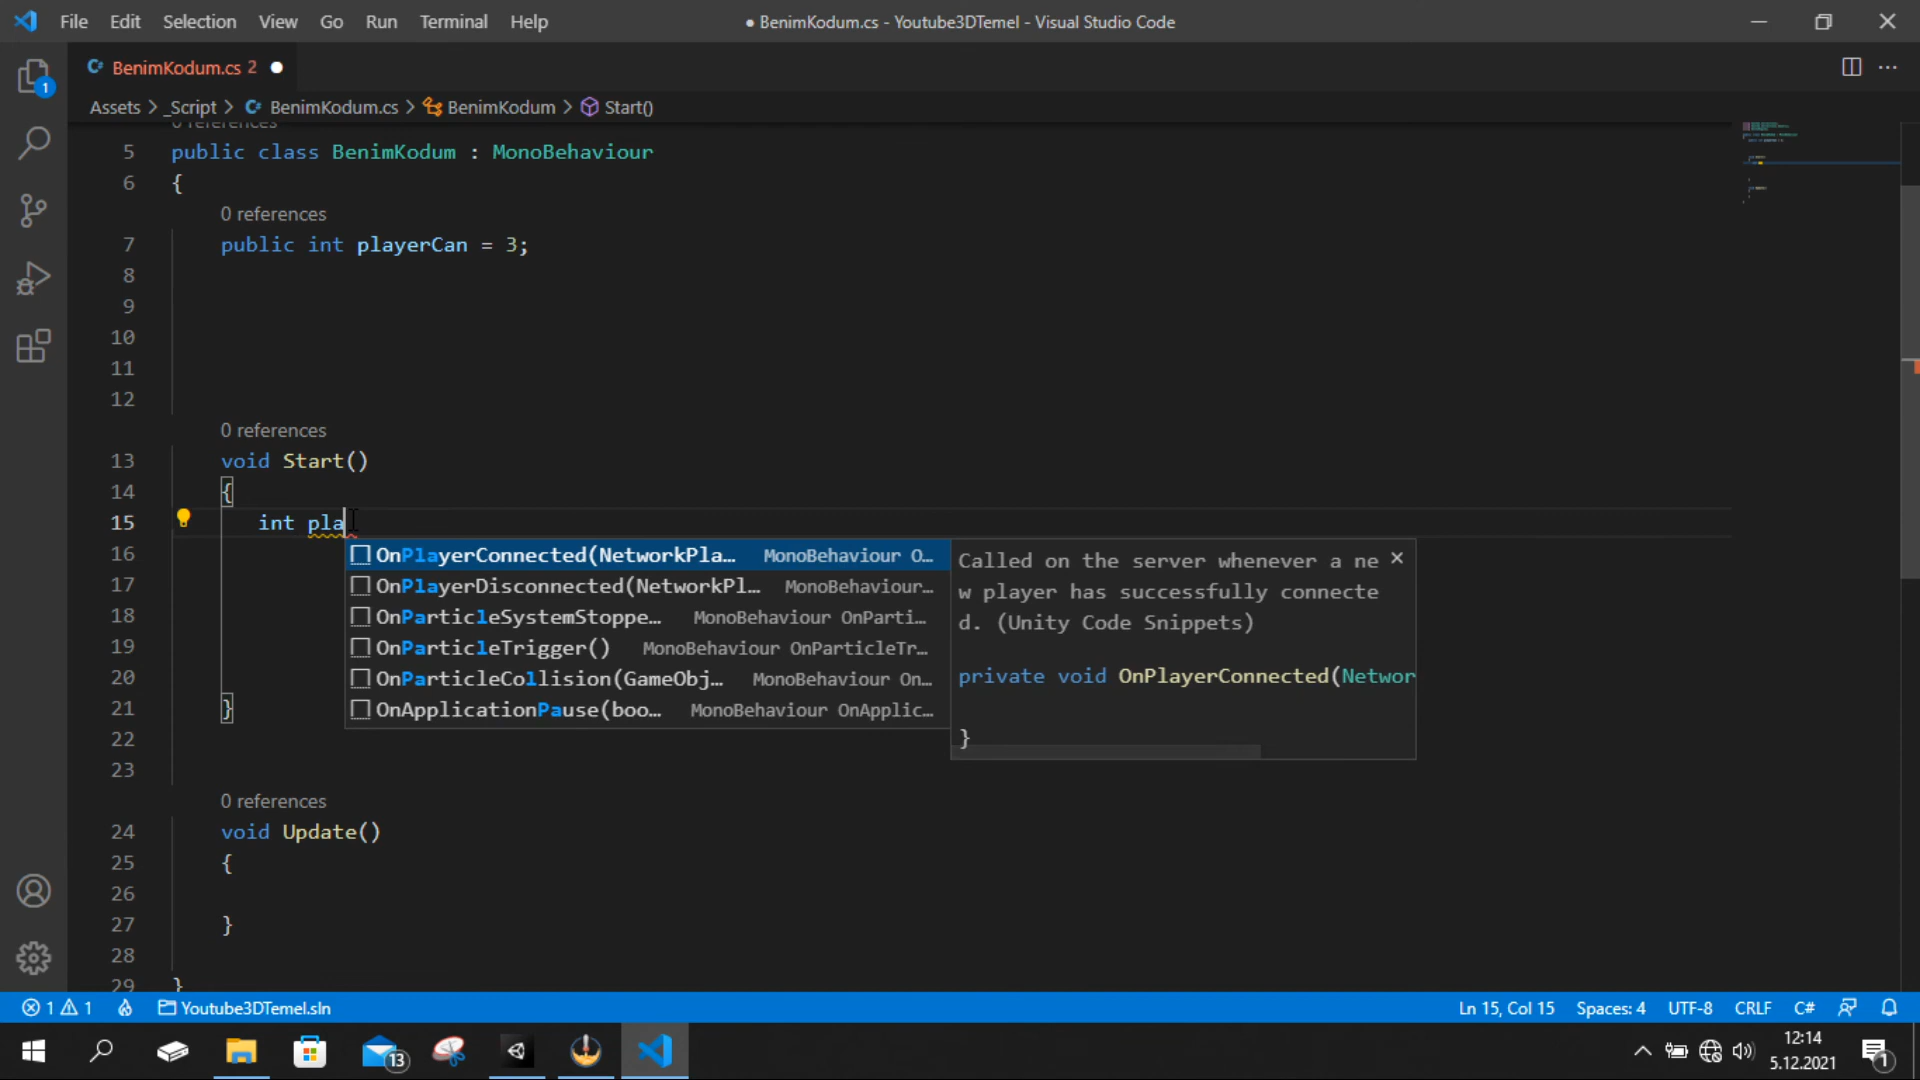 File Edit Selection View Go Run Terminal Help
● BenimKodum.cs - Youtube3DTemel - Visual Studio Code
BenimKodum.cs 2
Assets > _Script > BenimKodum.cs > BenimKodum > Start()
0 references
5 public class BenimKodum : MonoBehaviour
6 {
0 references
7 public int playerCan = 3;
8
9
10
11
12
0 references
13 void Start()
14 {
15 int pla
OnPlayerConnected(NetworkPla… MonoBehaviour O…
OnPlayerDisconnected(NetworkPl… MonoBehaviour…
OnParticleSystemStoppe… MonoBehaviour OnParti…
OnParticleTrigger() MonoBehaviour OnParticleTr…
OnParticleCollision(GameObj… MonoBehaviour On…
OnApplicationPause(boo… MonoBehaviour OnApplic…
Called on the server whenever a ne
w player has successfully connecte
d. (Unity Code Snippets)
private void OnPlayerConnected(Networ
}
16
17
18
19
20
21 }
22
23
0 references
24 void Update()
25 {
26
27 }
28
29 }
1
1 1 Youtube3DTemel.sln
Ln 15, Col 15 Spaces: 4 UTF-8 CRLF C#
13
12:14
5.12.2021
1